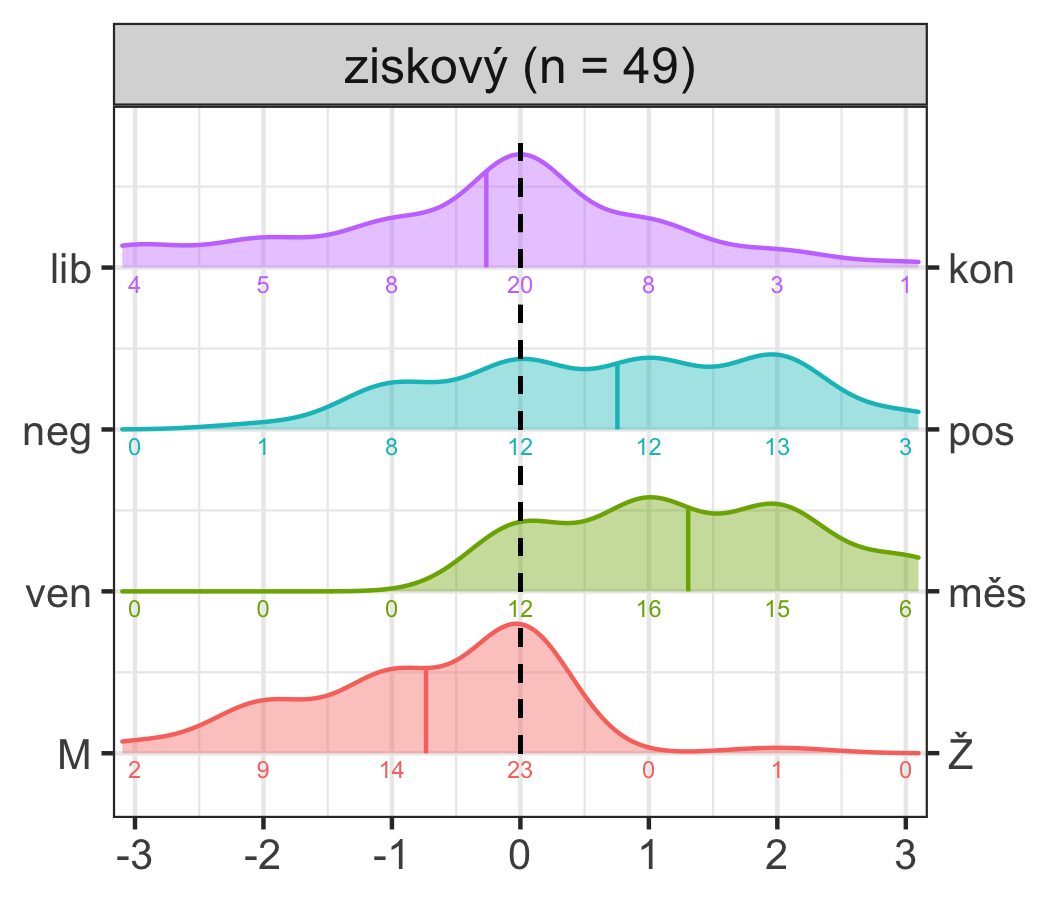 ziskový (n = 49)
lib kon
4 5 8 20 8 3 1
neg pos
0 1 8 12 12 13 3
ven měs
0 0 0 12 16 15 6
M Ž
2 9 14 23 0 1 0
-3 -2 -1 0 1 2 3